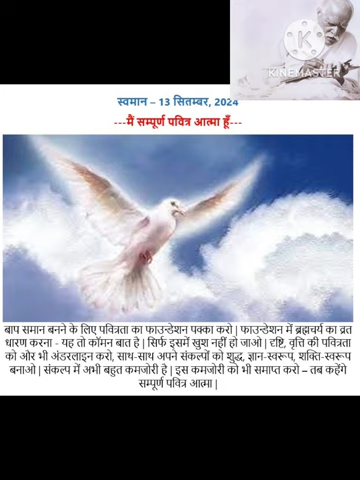 KINEMASTER
स्वमान – 13 सितम्बर, 2024
---मैं सम्पूर्ण पवित्र आत्मा हूँ---
बाप समान बनने के लिए पवित्रता का फाउन्डेशन पक्का करो | फाउन्डेशन में ब्रह्मचर्य का व्रत
धारण करना - यह तो कॉमन बात है | सिर्फ इसमें खुश नहीं हो जाओ | दृष्टि, वृत्ति की पवित्रता
को ओर भी अंडरलाइन करो, साथ-साथ अपने संकल्पों को शुद्ध, ज्ञान-स्वरूप, शक्ति-स्वरूप
बनाओ | संकल्प में अभी बहुत कमजोरी है | इस कमजोरी को भी समाप्त करो – तब कहेंगे
सम्पूर्ण पवित्र आत्मा |